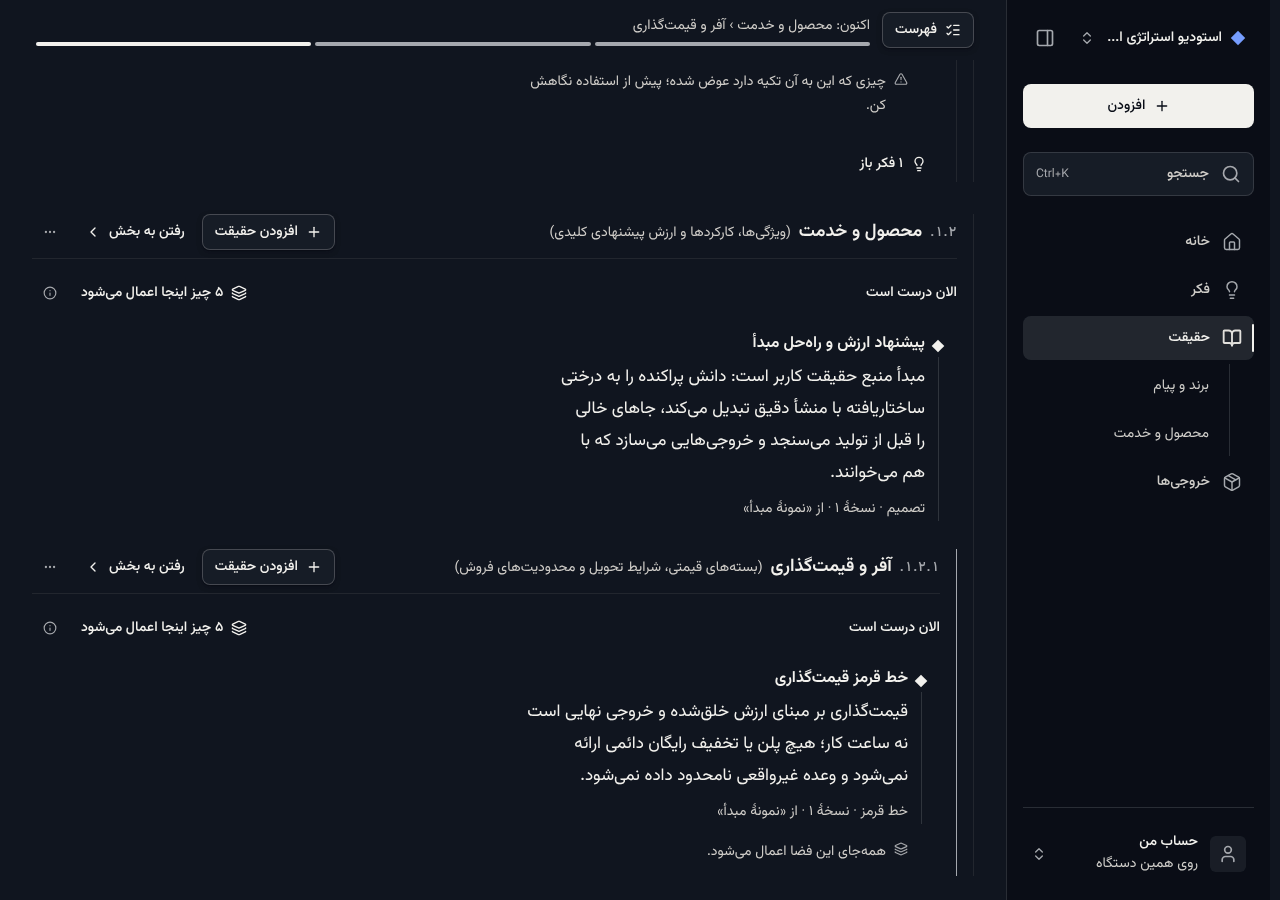 استودیو استراتژی ا...
افزودن
جستجو
Ctrl+K
خانه
فکر
حقیقت
برند و پیام
محصول و خدمت
خروجی‌ها
حساب من
روی همین دستگاه
فهرست
اکنون: محصول و خدمت › آفر و قیمت‌گذاری
چیزی که این به آن تکیه دارد عوض شده؛ پیش از استفاده نگاهش
کن.
۱ فکر باز
۱.۲. محصول و خدمت (ویژگی‌ها، کارکردها و ارزش پیشنهادی کلیدی)
افزودن حقیقت
رفتن به بخش
الان درست است
۵ چیز اینجا اعمال می‌شود
پیشنهاد ارزش و راه‌حل مبدأ
مبدأ منبع حقیقت کاربر است: دانش پراکنده را به درختی
ساختاریافته با منشأ دقیق تبدیل می‌کند، جاهای خالی
را قبل از تولید می‌سنجد و خروجی‌هایی می‌سازد که با
هم می‌خوانند.
تصمیم · نسخهٔ ۱ · از «نمونهٔ مبدأ»
۱.۲.۱. آفر و قیمت‌گذاری (بسته‌های قیمتی، شرایط تحویل و محدودیت‌های فروش)
افزودن حقیقت
رفتن به بخش
الان درست است
۵ چیز اینجا اعمال می‌شود
خط قرمز قیمت‌گذاری
قیمت‌گذاری بر مبنای ارزش خلق‌شده و خروجی نهایی است
نه ساعت کار؛ هیچ پلن یا تخفیف رایگان دائمی ارائه
نمی‌شود و وعده غیرواقعی نامحدود داده نمی‌شود.
خط قرمز · نسخهٔ ۱ · از «نمونهٔ مبدأ»
همه‌جای این فضا اعمال می‌شود.